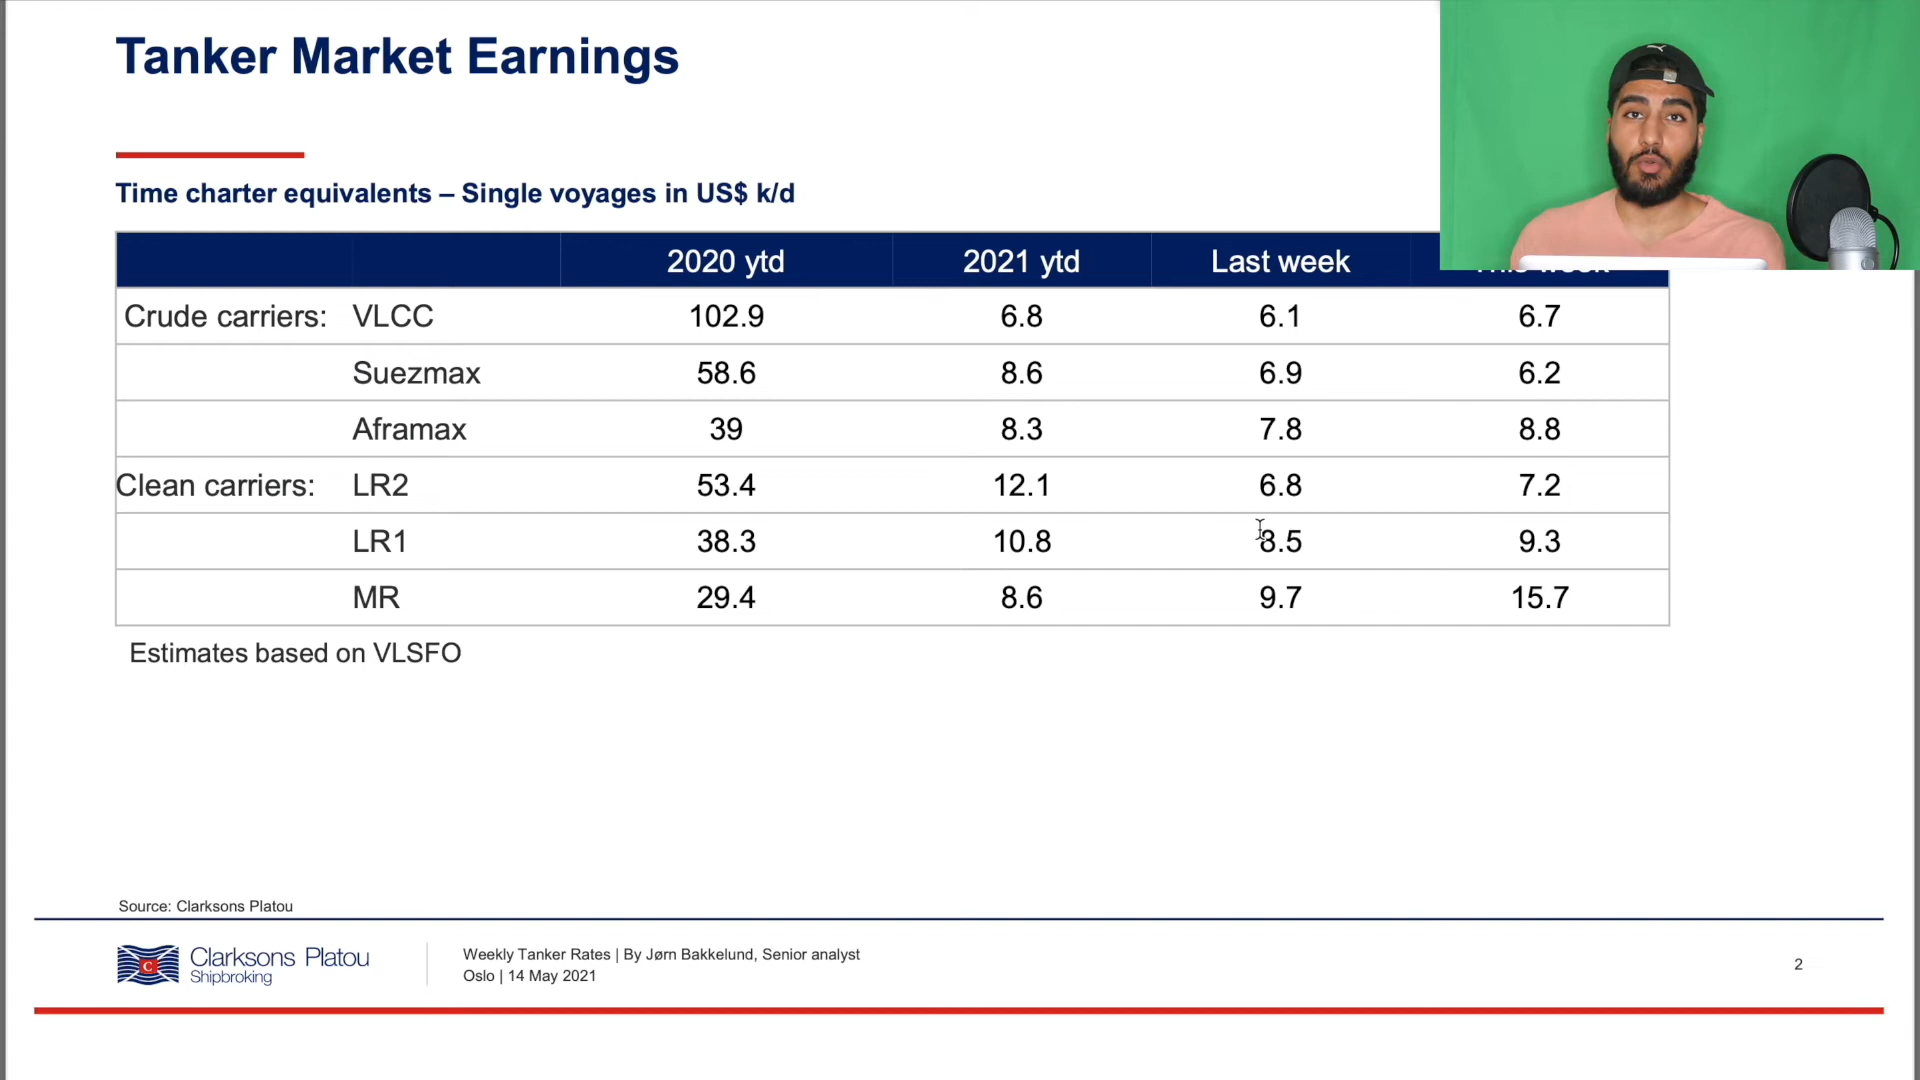 Tanker Market Earnings
Time charter equivalents – Single voyages in US$ k/d
2020 ytd 2021 ytd Last week This week
Crude carriers: VLCC 102.9 6.8 6.1 6.7
Suezmax 58.6 8.6 6.9 6.2
Aframax 39 8.3 7.8 8.8
Clean carriers: LR2 53.4 12.1 6.8 7.2
LR1 38.3 10.8 8.5 9.3
MR 29.4 8.6 9.7 15.7
Estimates based on VLSFO
Source: Clarksons Platou
C
Clarksons Platou
Shipbroking
Weekly Tanker Rates | By Jørn Bakkelund, Senior analyst
Oslo | 14 May 2021
2